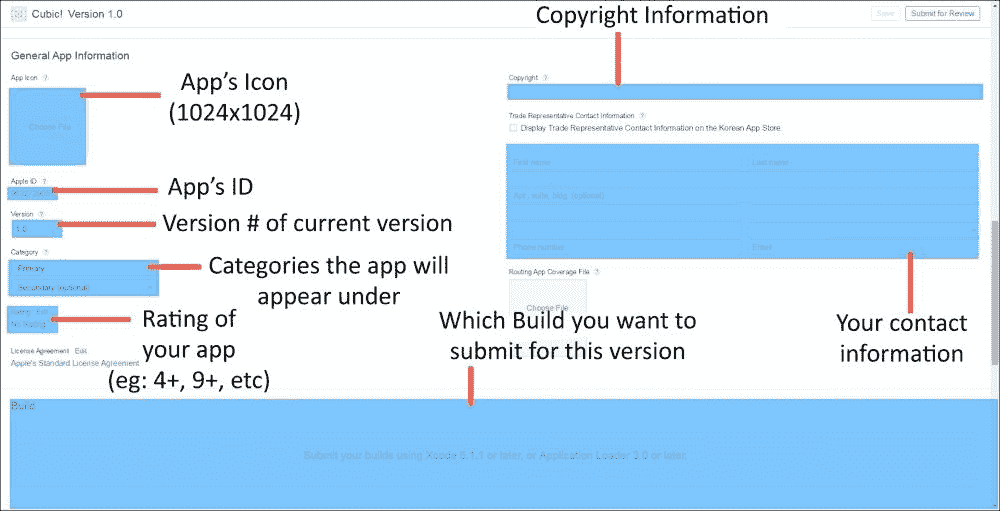 Cubic! Version 1.0
Save
Submit for Review
Copyright Information
General App Information
App Icon ?
App's Icon
(1024x1024)
Choose File
Apple ID ?
App's ID
Version ?
1.0
Version # of current version
Category ?
Primary
Secondary (optional)
Categories the app will
appear under
Rating Edit
No Rating
Rating of
your app
(eg: 4+, 9+, etc)
License Agreement Edit
Apple's Standard License Agreement
Copyright ?
Trade Representative Contact Information ?
Display Trade Representative Contact Information on the Korean App Store
First name
Last name
Apt., suite, bldg. (optional)
Phone number
Email
Routing App Coverage File ?
Choose File
Your contact
information
Which Build you want to
submit for this version
Build
Submit your builds using Xcode 5.1.1 or later, or Application Loader 3.0 or later.